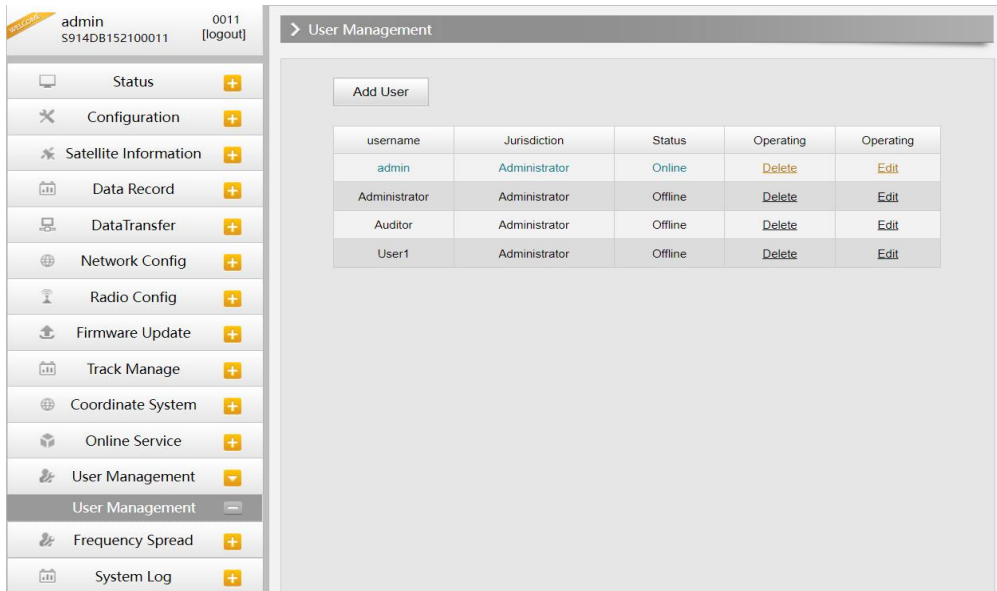 WELCOME
admin 0011
S914DB152100011 [logout]
Status
Configuration
Satellite Information
Data Record
DataTransfer
Network Config
Radio Config
Firmware Update
Track Manage
Coordinate System
Online Service
User Management
User Management
Frequency Spread
System Log
User Management
Add User
username Jurisdiction Status Operating Operating
admin Administrator Online Delete Edit
Administrator Administrator Offline Delete Edit
Auditor Administrator Offline Delete Edit
User1 Administrator Offline Delete Edit